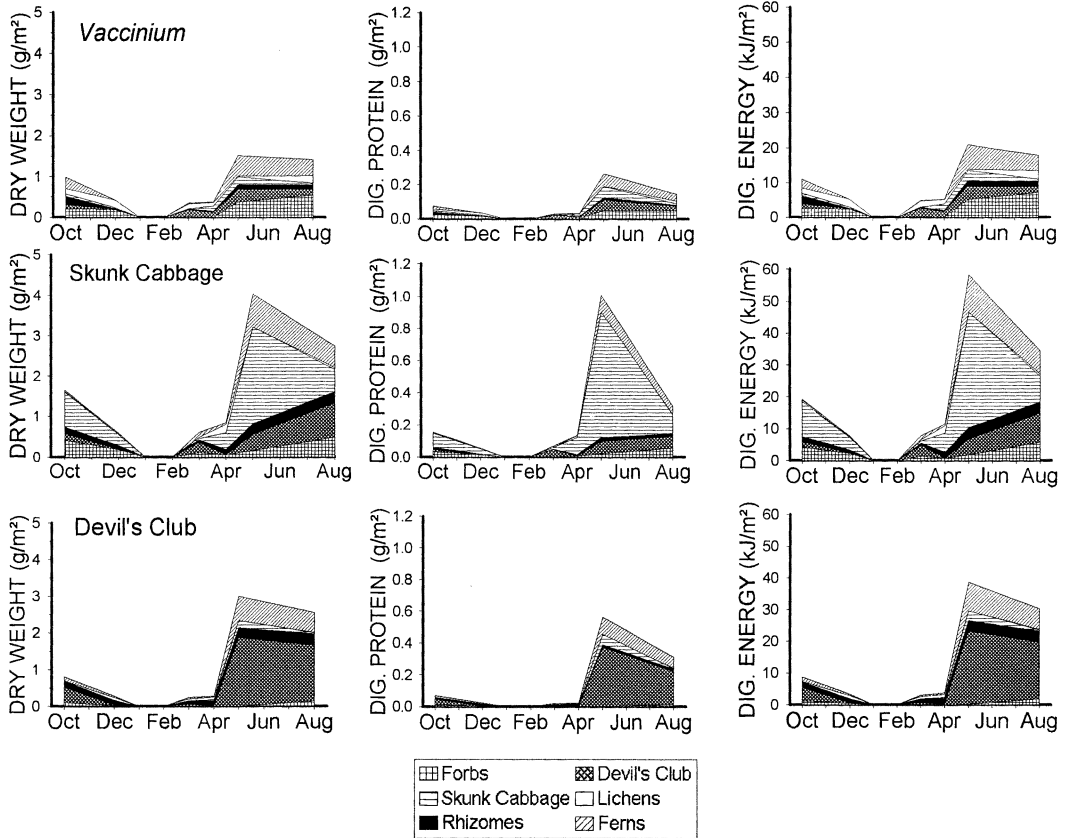 Vaccinium
DRY WEIGHT (g/m²)
5
4
3
2
1
0
Oct Dec Feb Apr Jun Aug
DIG. PROTEIN (g/m²)
1.2
1.0
0.8
0.6
0.4
0.2
0.0
Oct Dec Feb Apr Jun Aug
DIG. ENERGY (kJ/m²)
60
50
40
30
20
10
0
Oct Dec Feb Apr Jun Aug
Skunk Cabbage
DRY WEIGHT (g/m²)
5
4
3
2
1
0
Oct Dec Feb Apr Jun Aug
DIG. PROTEIN (g/m²)
1.2
1.0
0.8
0.6
0.4
0.2
0.0
Oct Dec Feb Apr Jun Aug
DIG. ENERGY (kJ/m²)
60
50
40
30
20
10
0
Oct Dec Feb Apr Jun Aug
Devil's Club
DRY WEIGHT (g/m²)
5
4
3
2
1
0
Oct Dec Feb Apr Jun Aug
DIG. PROTEIN (g/m²)
1.2
1.0
0.8
0.6
0.4
0.2
0.0
Oct Dec Feb Apr Jun Aug
DIG. ENERGY (kJ/m²)
60
50
40
30
20
10
0
Oct Dec Feb Apr Jun Aug
Forbs Devil's Club
Skunk Cabbage Lichens
Rhizomes Ferns